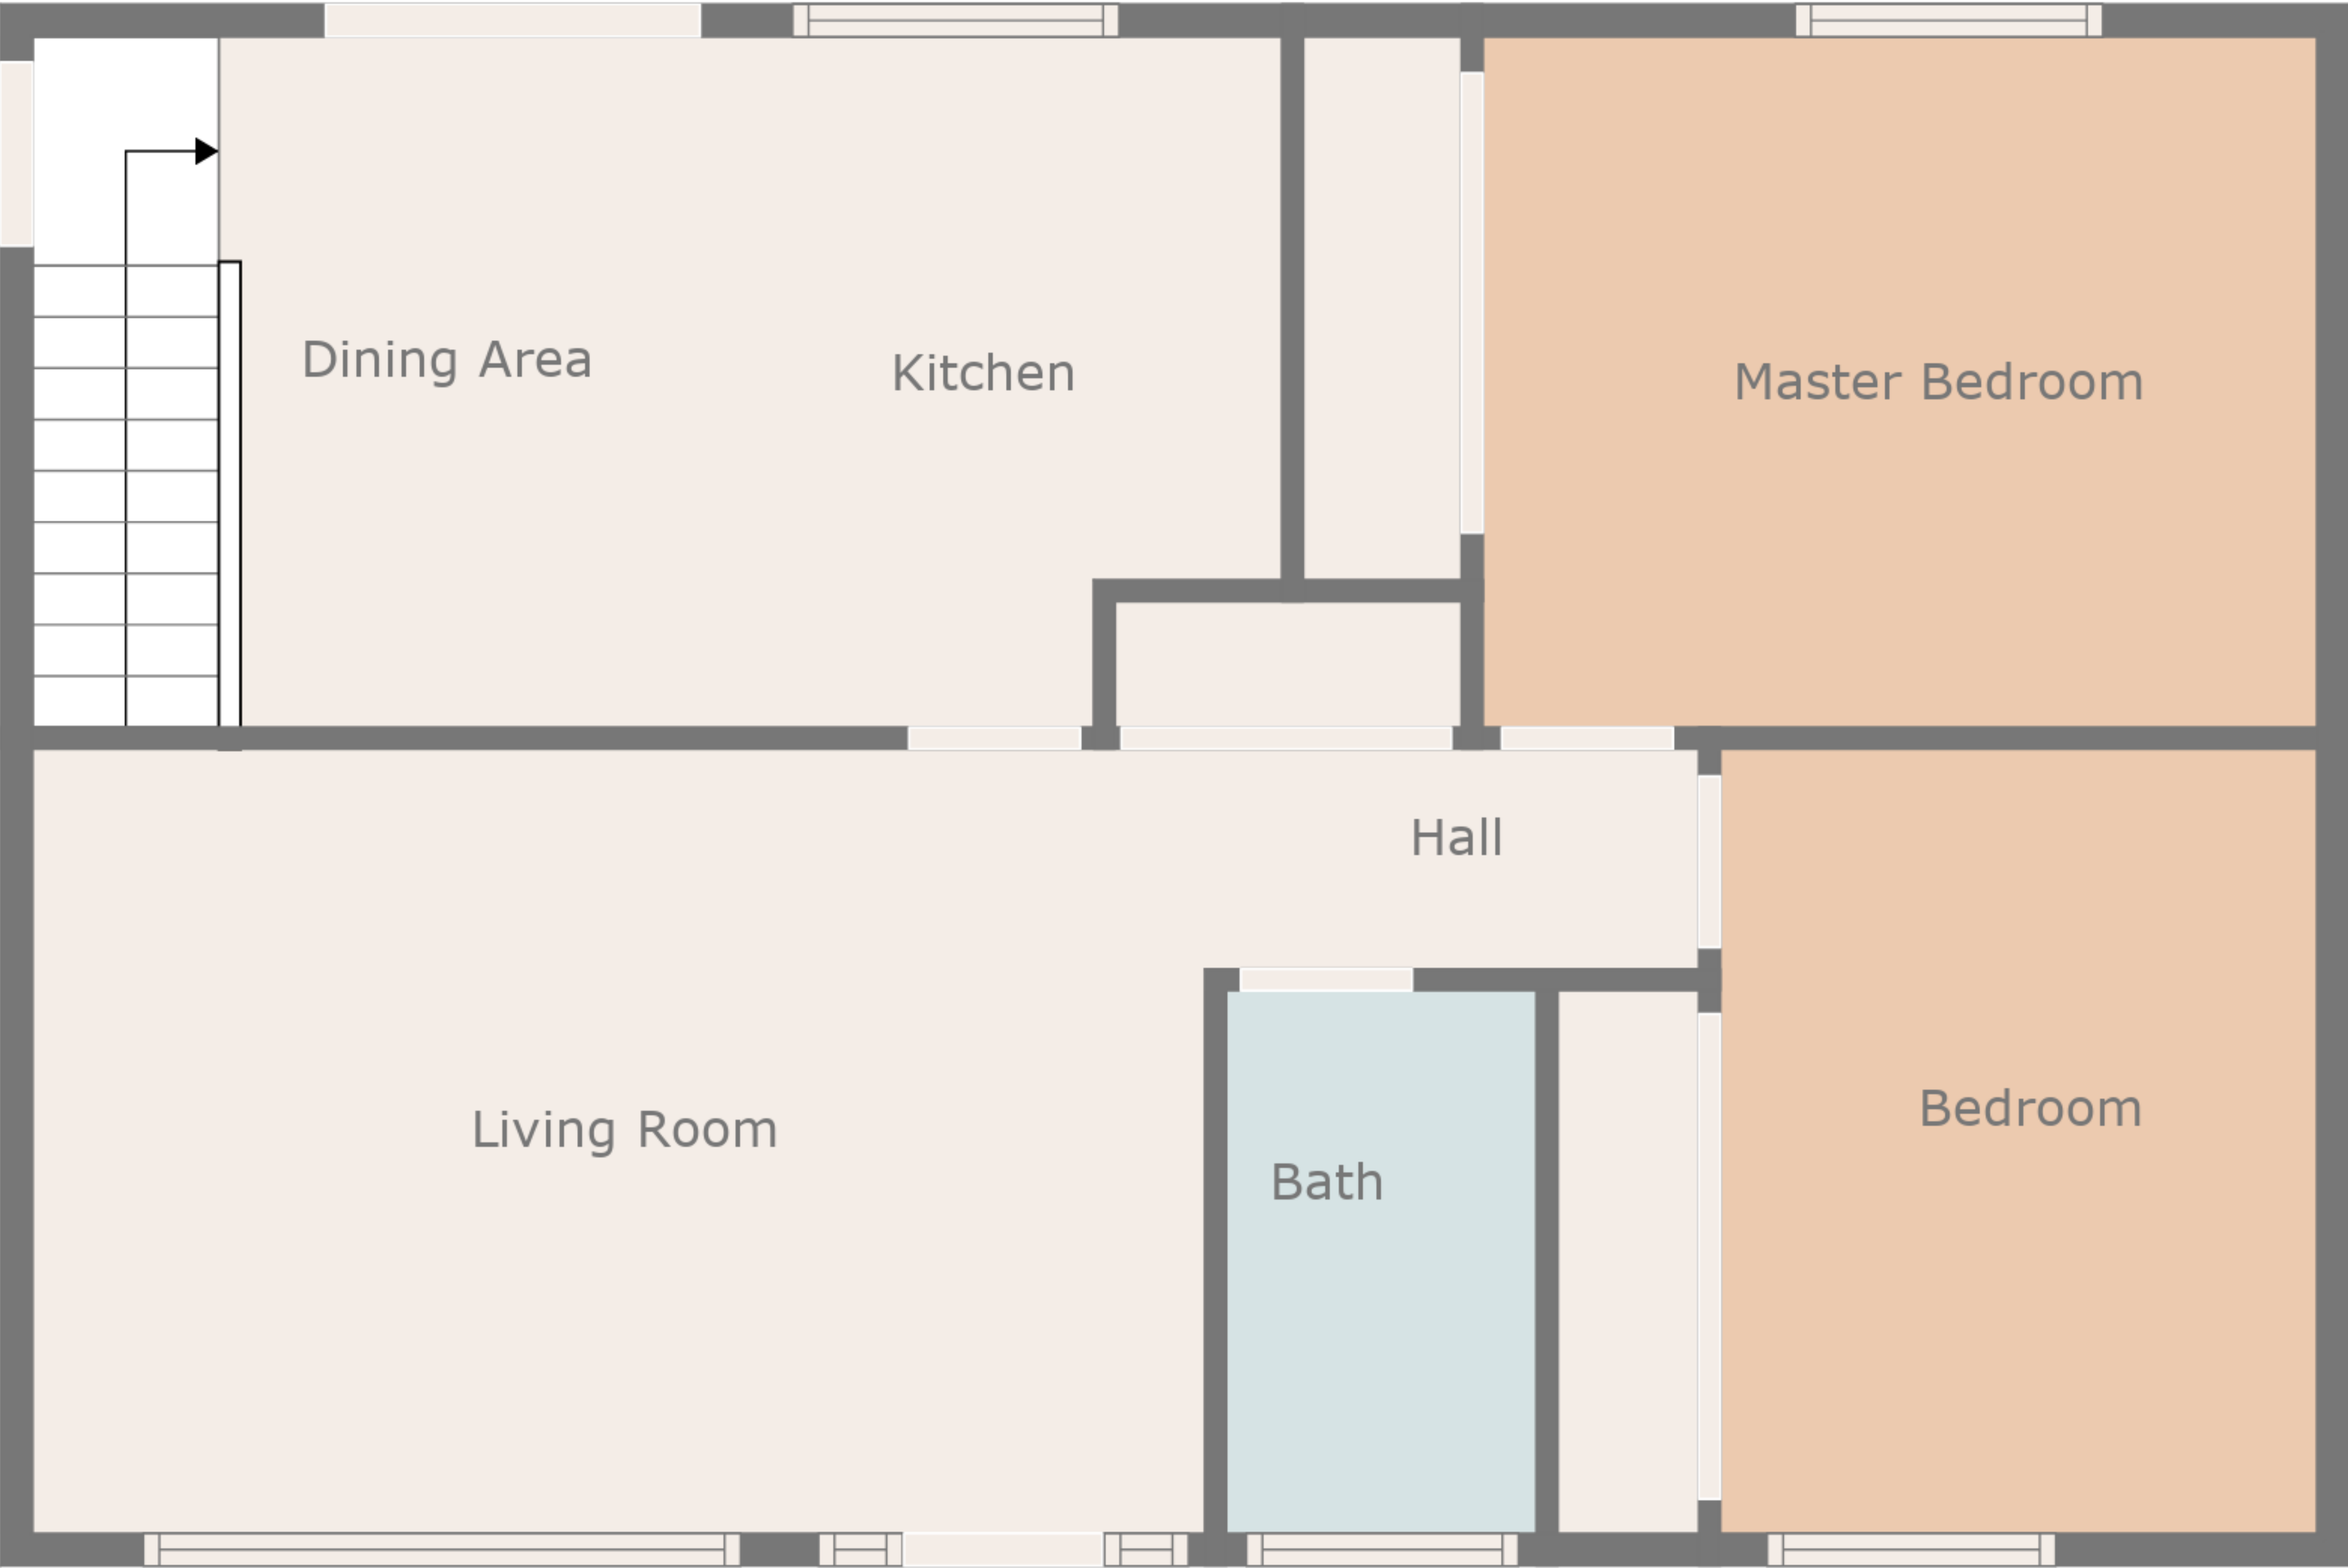 Dining Area
Kitchen
Master Bedroom
Hall
Living Room
Bath
Bedroom